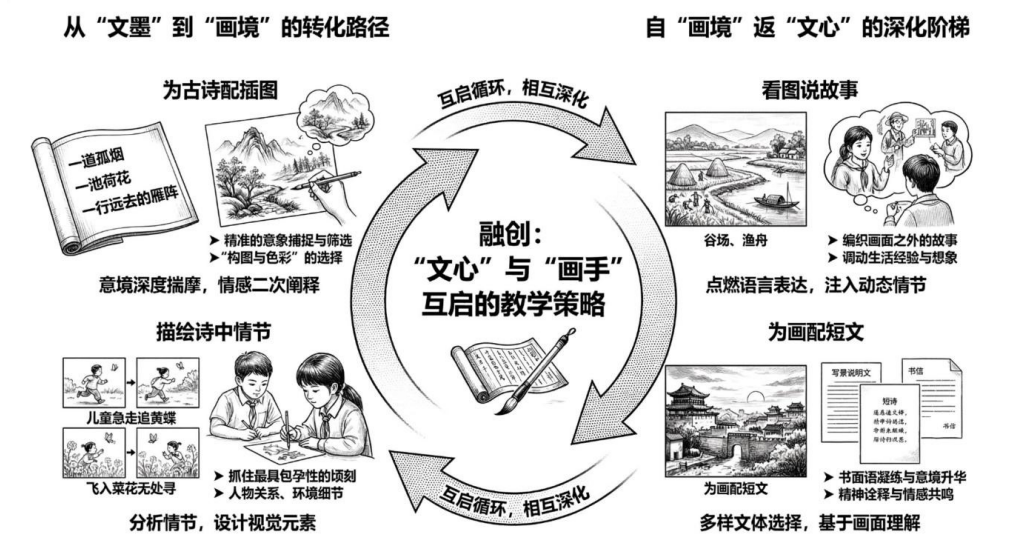 从“文墨”到“画境”的转化路径
自“画境”返“文心”的深化阶梯
为古诗配插图
一道孤烟
一池荷花
一行远去的雁阵
➤ 精准的意象捕捉与筛选
➤ “构图与色彩”的选择
意境深度揣摩，情感二次阐释
描绘诗中情节
儿童急走追黄蝶
飞入菜花无处寻
➤ 抓住最具包孕性的顷刻
➤ 人物关系、环境细节
分析情节，设计视觉元素
互启循环，相互深化
融创：
“文心”与“画手”
互启的教学策略
互启循环，相互深化
看图说故事
谷场、渔舟
➤ 编织画面之外的故事
➤ 调动生活经验与想象
点燃语言表达，注入动态情节
为画配短文
为画配短文
写景说明文
书信
短诗
书信
➤ 书面语凝练与意境升华
➤ 精神诠释与情感共鸣
多样文体选择，基于画面理解